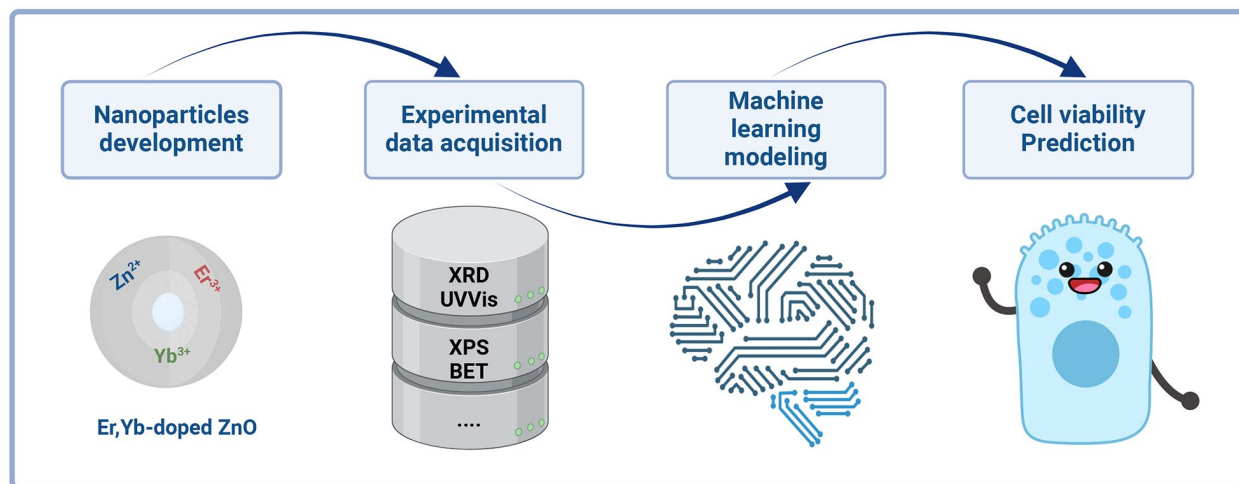 Nanoparticles
development
Experimental
data acquisition
Machine
learning
modeling
Cell viability
Prediction
Zn²⁺
Er³⁺
Yb³⁺
Er,Yb-doped ZnO
XRD
UVVis
XPS
BET
....